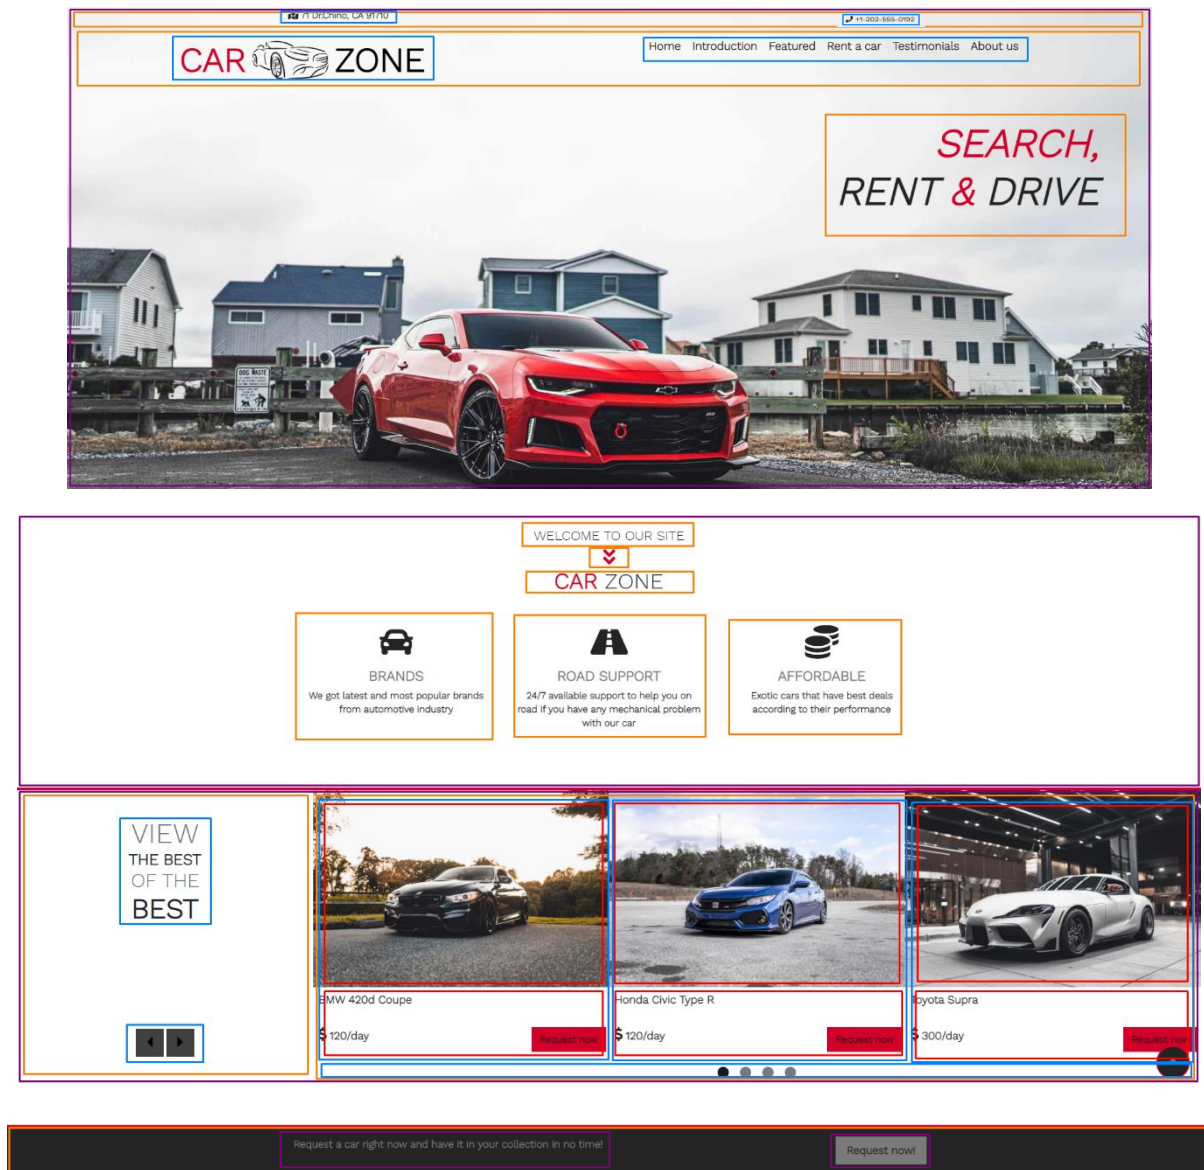 71 Dr.Chino, CA 91710
+1-202-555-0192
CAR ZONE
Home Introduction Featured Rent a car Testimonials About us
SEARCH,
RENT & DRIVE
DOG WASTE
WELCOME TO OUR SITE
CAR ZONE
BRANDS
We got latest and most popular brands
from automotive industry
ROAD SUPPORT
24/7 available support to help you on
road if you have any mechanical problem
with our car
AFFORDABLE
Exotic cars that have best deals
according to their performance
VIEW
THE BEST
OF THE
BEST
BMW 420d Coupe
$ 120/day
Request now
Honda Civic Type R
$ 120/day
Request now
Toyota Supra
$ 300/day
Request now
Request a car right now and have it in your collection in no time!
Request now!